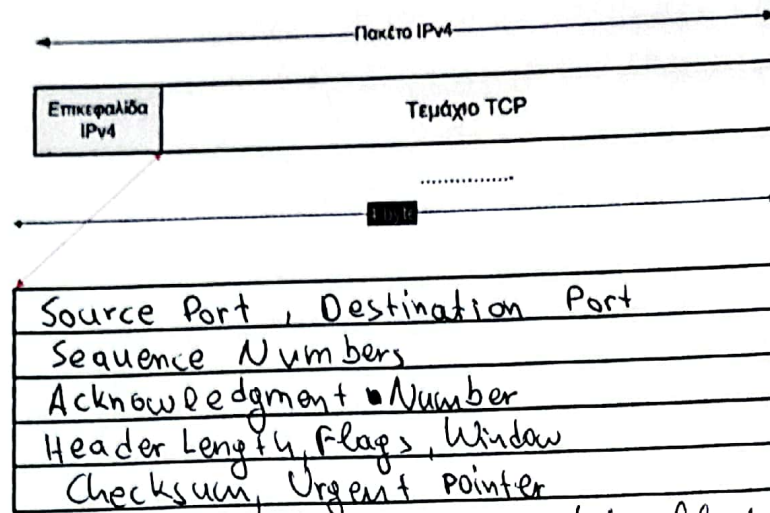 Πακέτο IPv4
Επικεφαλίδα
IPv4
Τεμάχιο TCP
..................
Source Port, Destination Port
Sequence Numbers
Acknowledgment Number
Header Length, Flags, Window
Checksum, Urgent pointer